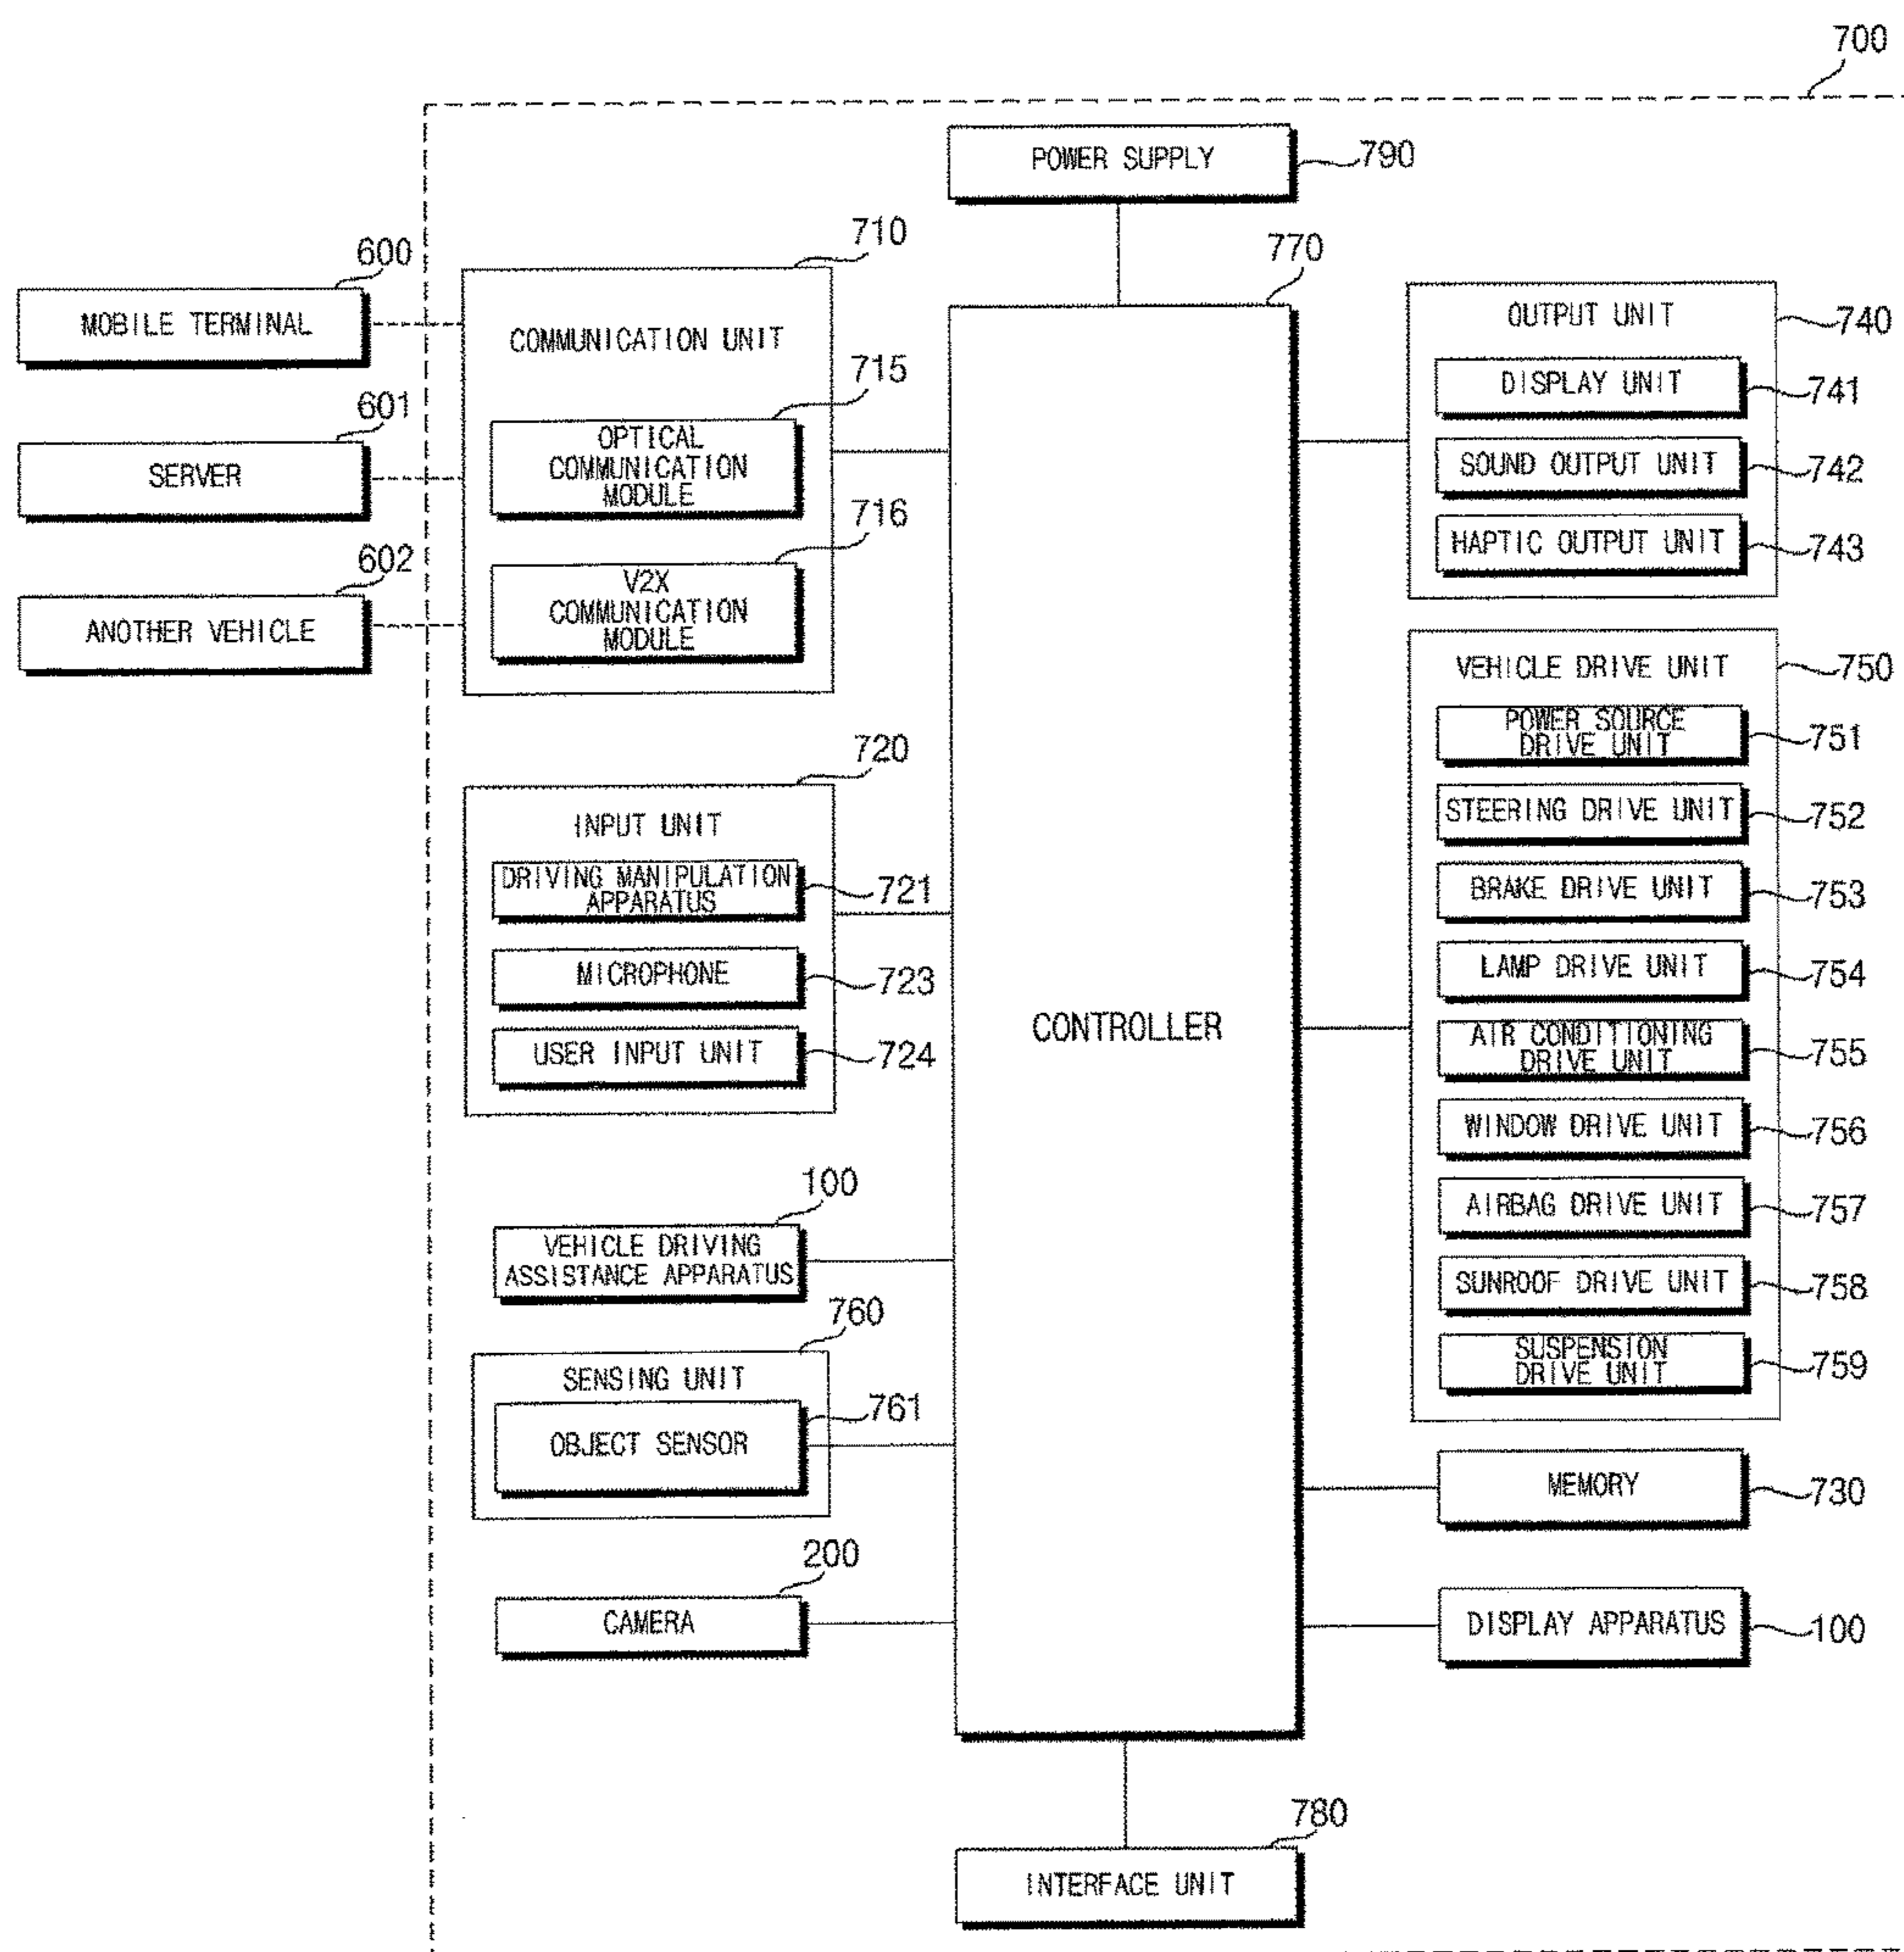 700
POWER SUPPLY
790
710
770
600
MOBILE TERMINAL
COMMUNICATION UNIT
715
OPTICAL
COMMUNICATION
MODULE
601
SERVER
716
V2X
COMMUNICATION
MODULE
602
ANOTHER VEHICLE
OUTPUT UNIT
740
DISPLAY UNIT
741
SOUND OUTPUT UNIT
742
HAPTIC OUTPUT UNIT
743
720
INPUT UNIT
DRIVING MANIPULATION
APPARATUS
721
MICROPHONE
723
USER INPUT UNIT
724
CONTROLLER
VEHICLE DRIVE UNIT
750
POWER SOURCE
DRIVE UNIT
751
STEERING DRIVE UNIT
752
BRAKE DRIVE UNIT
753
LAMP DRIVE UNIT
754
AIR CONDITIONING
DRIVE UNIT
755
WINDOW DRIVE UNIT
756
AIRBAG DRIVE UNIT
757
SUNROOF DRIVE UNIT
758
SUSPENSION
DRIVE UNIT
759
100
VEHICLE DRIVING
ASSISTANCE APPARATUS
760
SENSING UNIT
761
OBJECT SENSOR
200
CAMERA
MEMORY
730
DISPLAY APPARATUS
100
780
INTERFACE UNIT